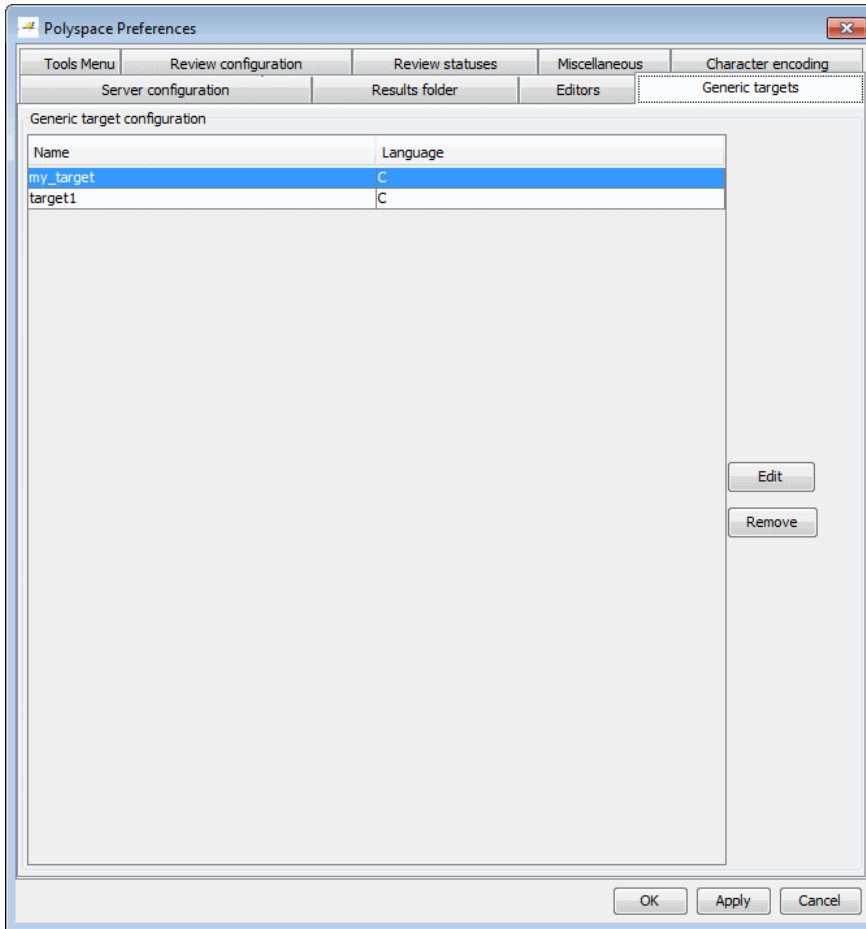 Polyspace Preferences
Tools Menu Review configuration Review statuses Miscellaneous Character encoding
Server configuration Results folder Editors Generic targets
Generic target configuration
Name Language
my_target C
target1 C
Edit
Remove
OK Apply Cancel